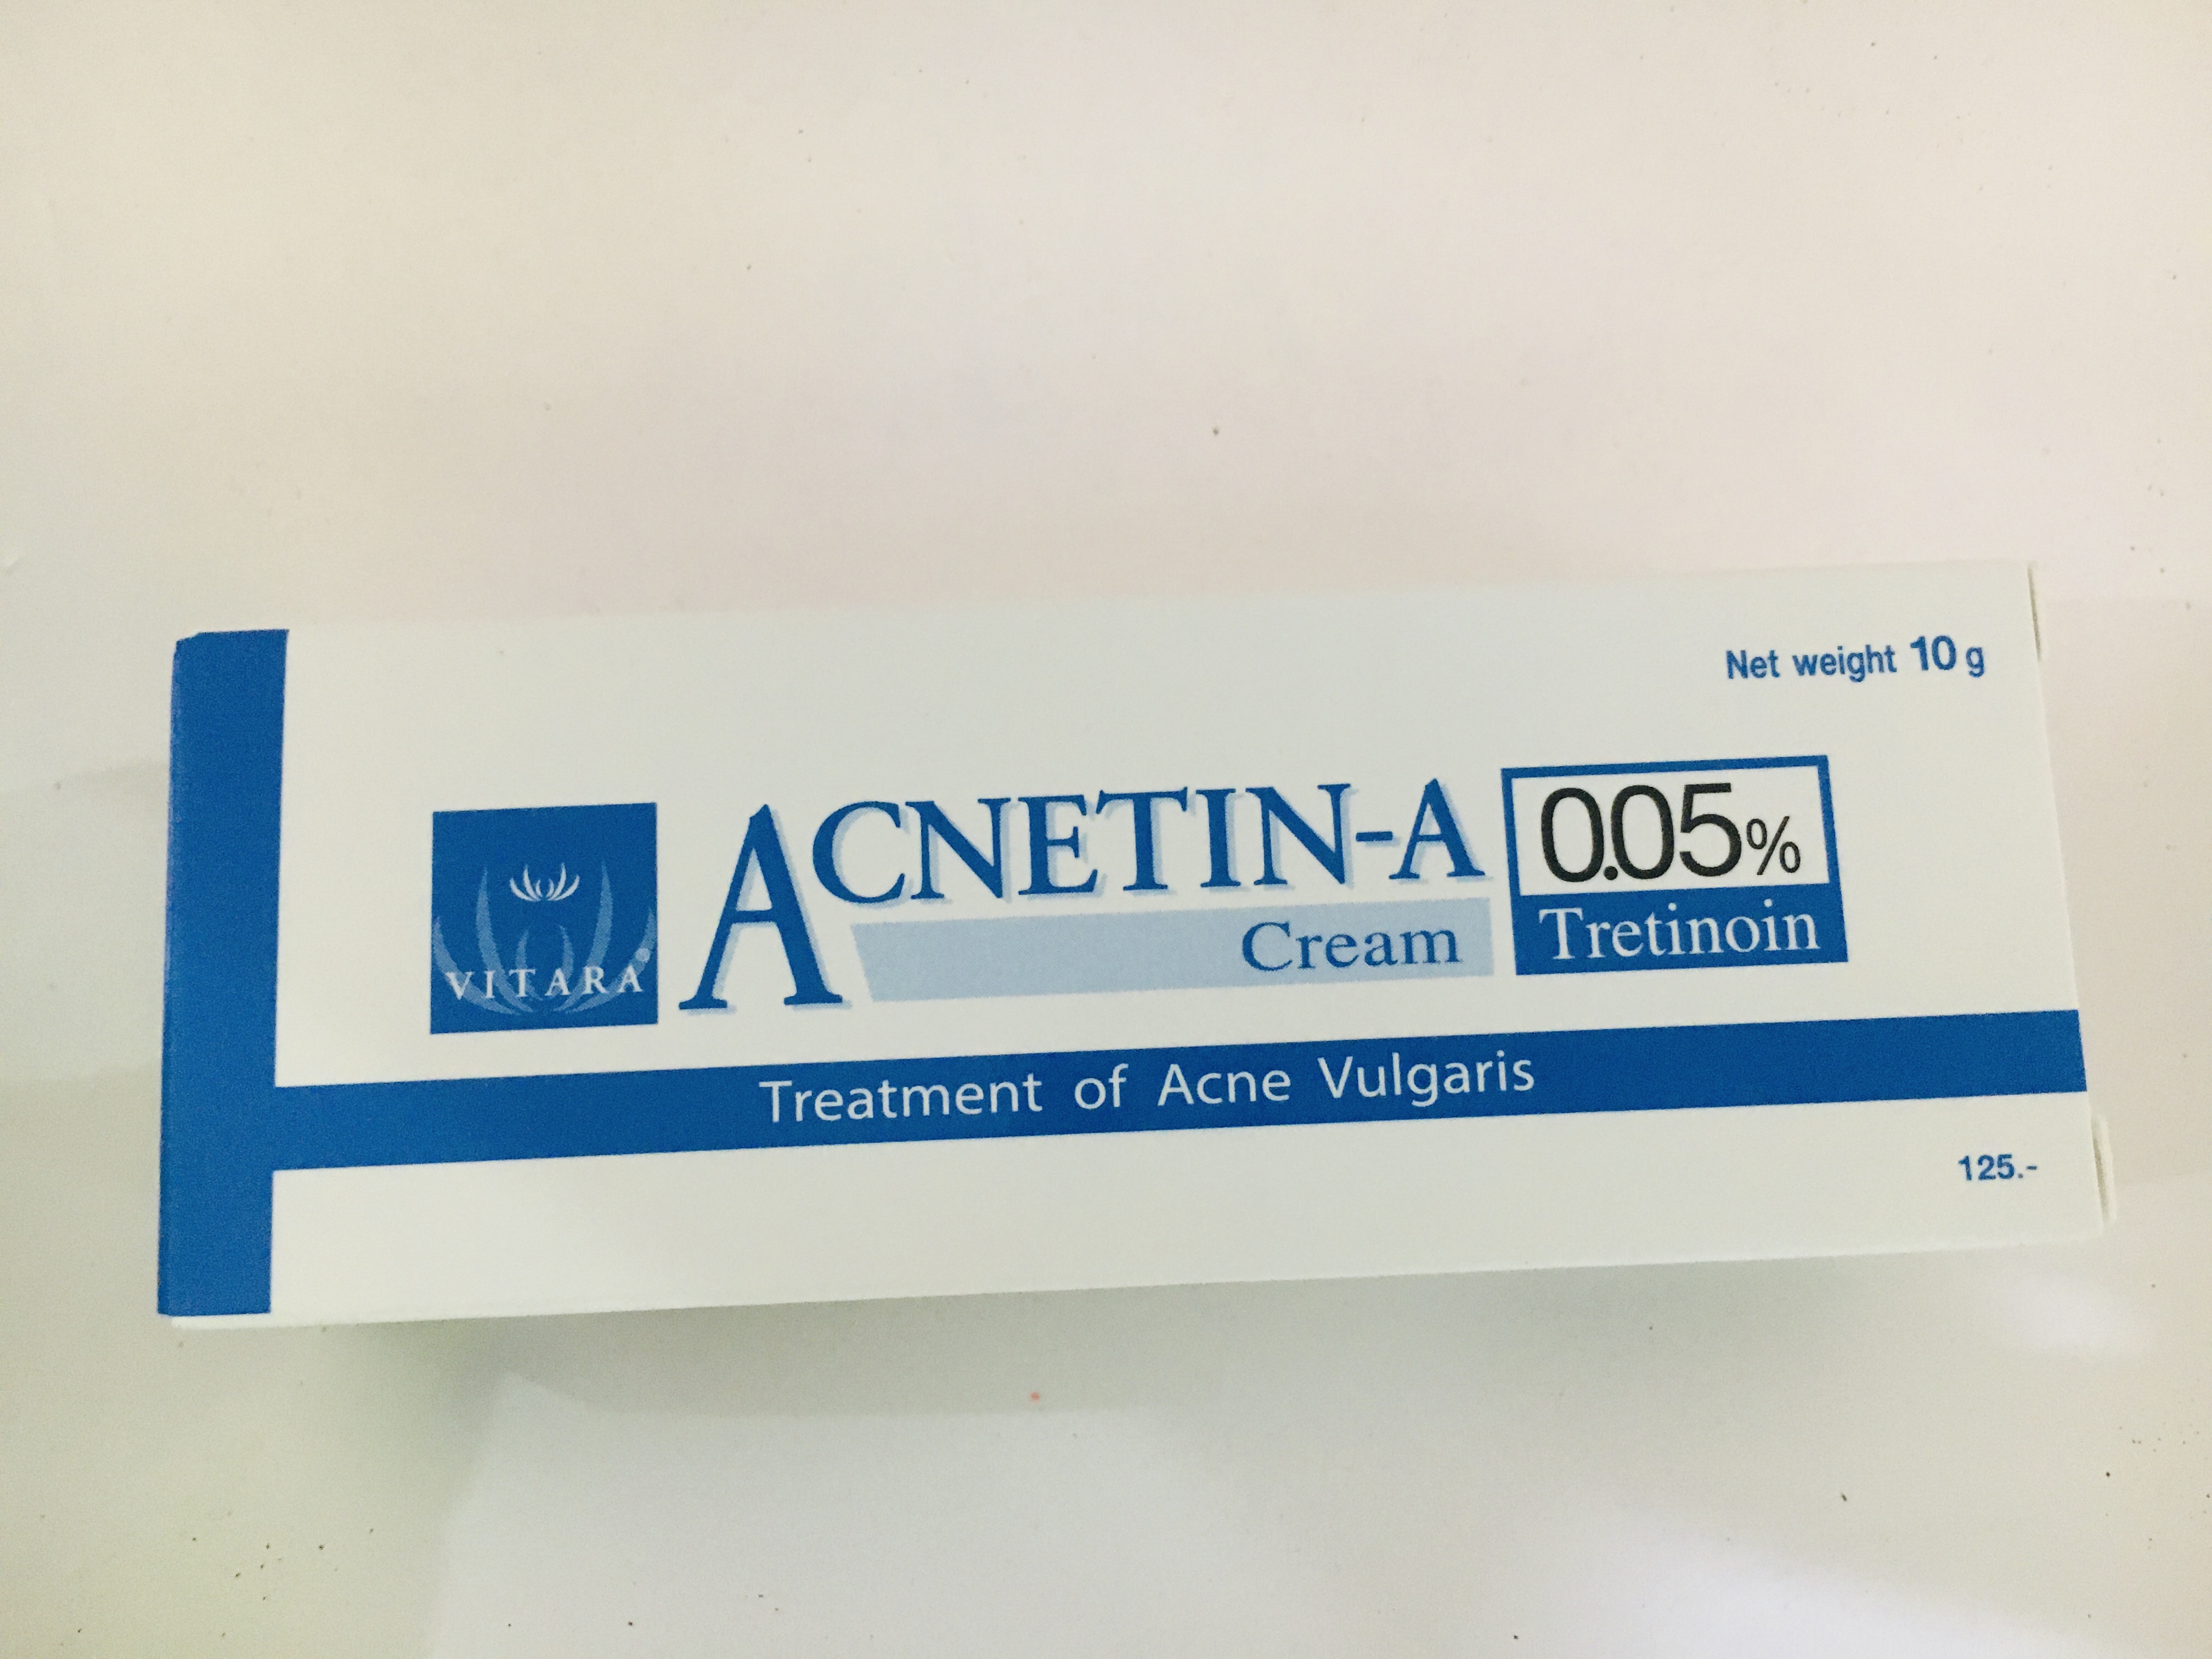 Net weight 10 g
VITARA
ACNETIN-A
Cream
0.05%
Tretinoin
Treatment of Acne Vulgaris
125.-